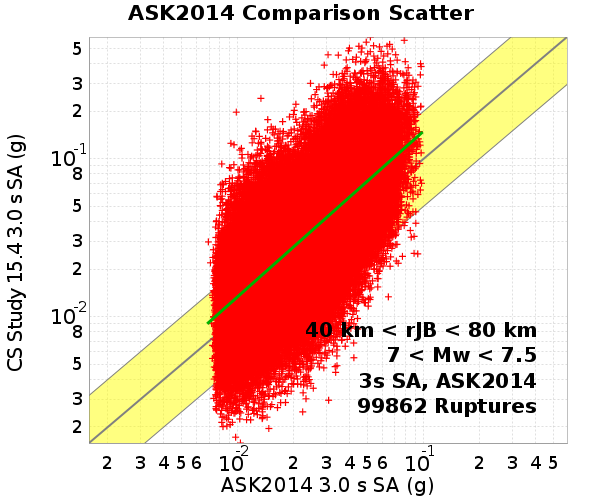 ASK2014 Comparison Scatter
CS Study 15.4 3.0 s SA (g)
5
3
2
10^-1
8
5
3
2
10^-2
8
5
3
2
40 km < rJB < 80 km
7 < Mw < 7.5
3s SA, ASK2014
99862 Ruptures
2 3 4 5 6 10^-2 2 3 4 5 6 10^-1 2 3 4 5
ASK2014 3.0 s SA (g)